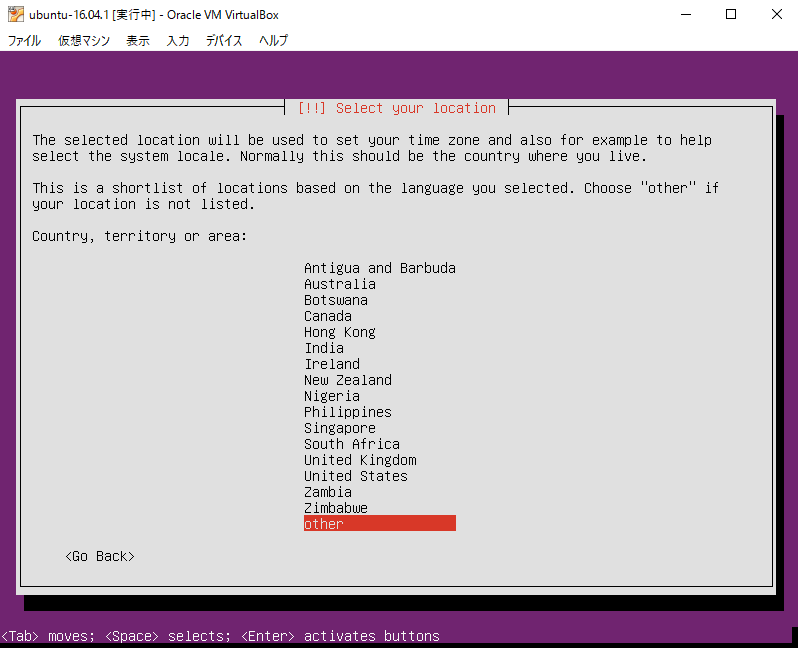 ubuntu-16.04.1 [実行中] - Oracle VM VirtualBox
ファイル 仮想マシン 表示 入力 デバイス ヘルプ
[!!] Select your location
The selected location will be used to set your time zone and also for example to help
select the system locale. Normally this should be the country where you live.
This is a shortlist of locations based on the language you selected. Choose "other" if
your location is not listed.
Country, territory or area:
Antigua and Barbuda
Australia
Botswana
Canada
Hong Kong
India
Ireland
New Zealand
Nigeria
Philippines
Singapore
South Africa
United Kingdom
United States
Zambia
Zimbabwe
other
<Go Back>
<Tab> moves; <Space> selects; <Enter> activates buttons